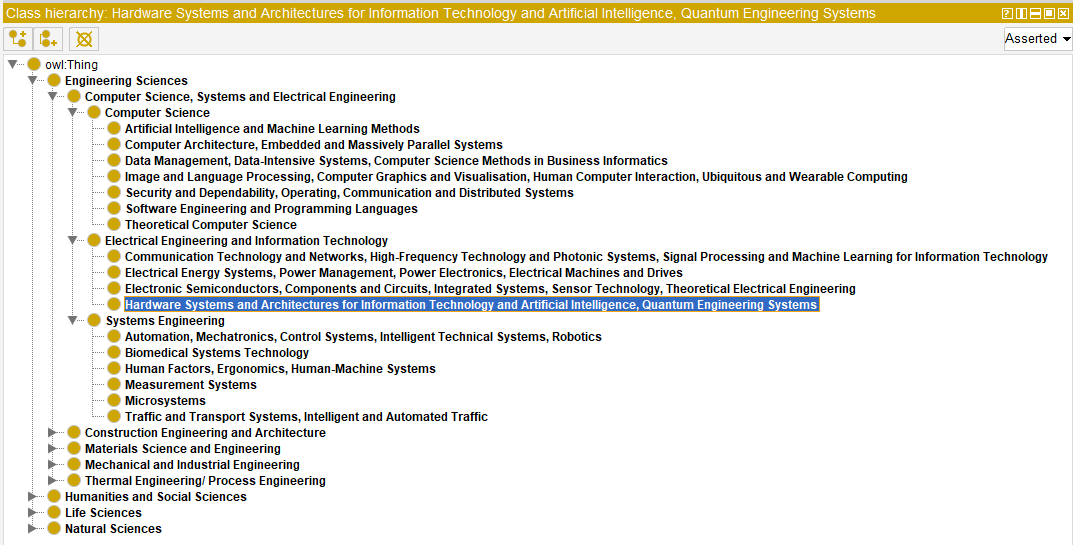 Class hierarchy: Hardware Systems and Architectures for Information Technology and Artificial Intelligence, Quantum Engineering Systems
Asserted
owl:Thing
Engineering Sciences
Computer Science, Systems and Electrical Engineering
Computer Science
Artificial Intelligence and Machine Learning Methods
Computer Architecture, Embedded and Massively Parallel Systems
Data Management, Data-Intensive Systems, Computer Science Methods in Business Informatics
Image and Language Processing, Computer Graphics and Visualisation, Human Computer Interaction, Ubiquitous and Wearable Computing
Security and Dependability, Operating, Communication and Distributed Systems
Software Engineering and Programming Languages
Theoretical Computer Science
Electrical Engineering and Information Technology
Communication Technology and Networks, High-Frequency Technology and Photonic Systems, Signal Processing and Machine Learning for Information Technology
Electrical Energy Systems, Power Management, Power Electronics, Electrical Machines and Drives
Electronic Semiconductors, Components and Circuits, Integrated Systems, Sensor Technology, Theoretical Electrical Engineering
Hardware Systems and Architectures for Information Technology and Artificial Intelligence, Quantum Engineering Systems
Systems Engineering
Automation, Mechatronics, Control Systems, Intelligent Technical Systems, Robotics
Biomedical Systems Technology
Human Factors, Ergonomics, Human-Machine Systems
Measurement Systems
Microsystems
Traffic and Transport Systems, Intelligent and Automated Traffic
Construction Engineering and Architecture
Materials Science and Engineering
Mechanical and Industrial Engineering
Thermal Engineering/ Process Engineering
Humanities and Social Sciences
Life Sciences
Natural Sciences